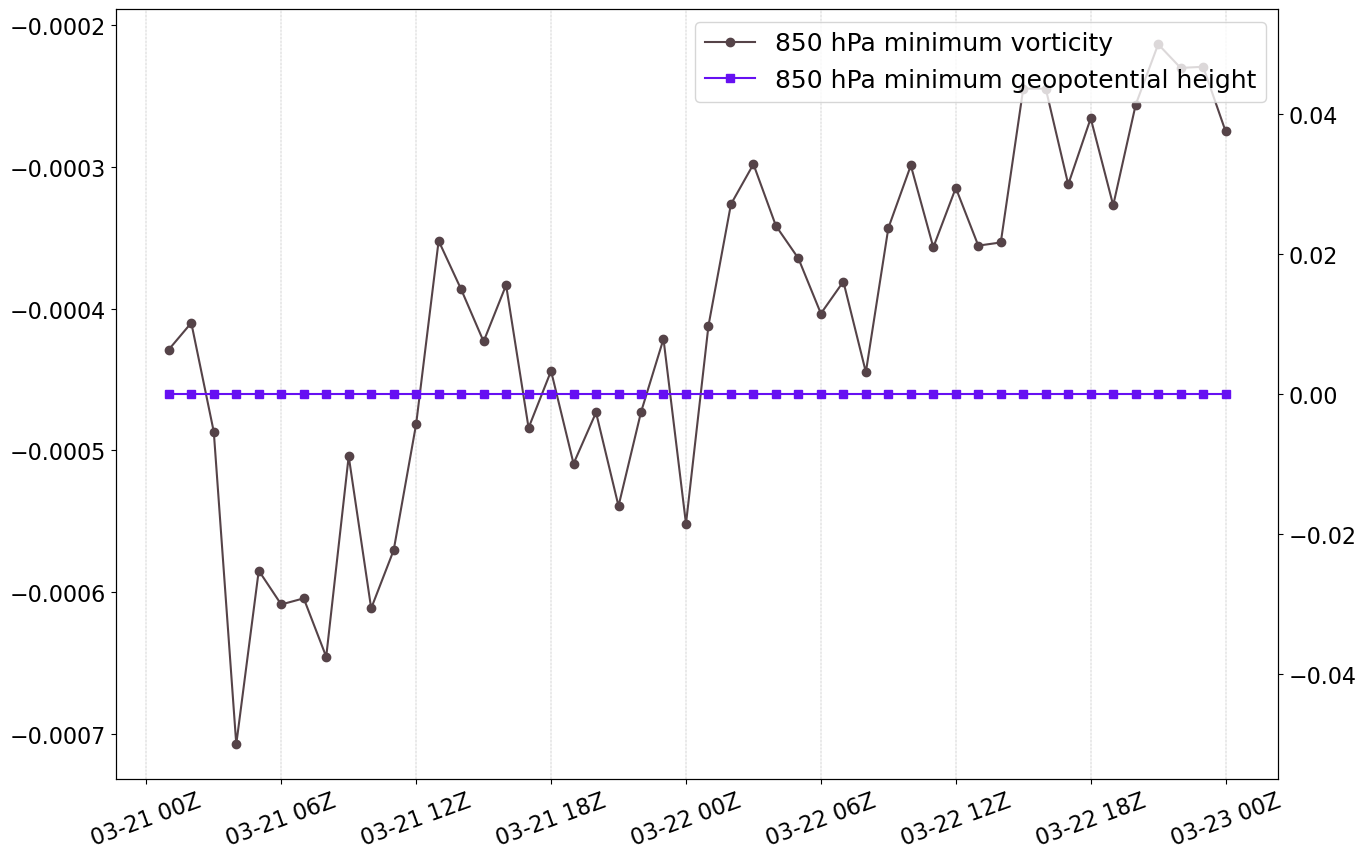 850 hPa minimum vorticity
850 hPa minimum geopotential height
−0.0002
−0.0003
−0.0004
−0.0005
−0.0006
−0.0007
0.04
0.02
0.00
−0.02
−0.04
03-21 00Z
03-21 06Z
03-21 12Z
03-21 18Z
03-22 00Z
03-22 06Z
03-22 12Z
03-22 18Z
03-23 00Z